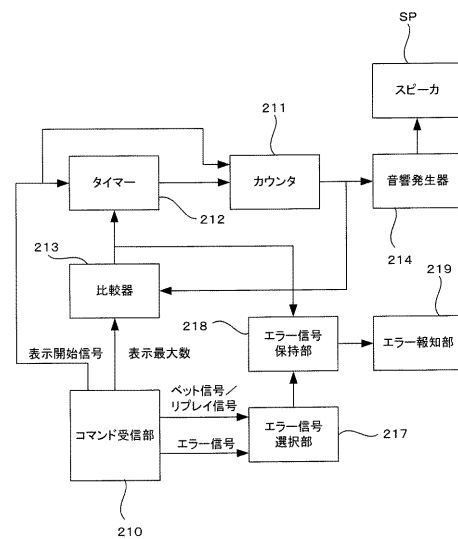 SP
スピーカ
211
タイマー
カウンタ
音響発生器
212
214
213
比較器
219
218
エラー信号
保持部
エラー報知部
表示開始信号
表示最大数
ベット信号/
リプレイ信号
コマンド受信部
エラー信号
エラー信号
選択部
217
210